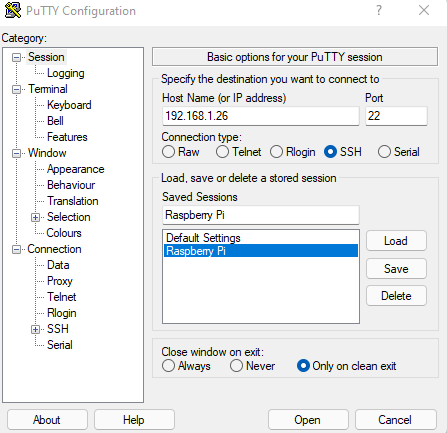 PuTTY Configuration
Category:
Session
Logging
Terminal
Keyboard
Bell
Features
Window
Appearance
Behaviour
Translation
Selection
Colours
Connection
Data
Proxy
Telnet
Rlogin
SSH
Serial
Basic options for your PuTTY session
Specify the destination you want to connect to
Host Name (or IP address) Port
192.168.1.26 22
Connection type:
Raw Telnet Rlogin SSH Serial
Load, save or delete a stored session
Saved Sessions
Raspberry Pi
Default Settings
Raspberry Pi
Load
Save
Delete
Close window on exit:
Always Never Only on clean exit
About Help Open Cancel